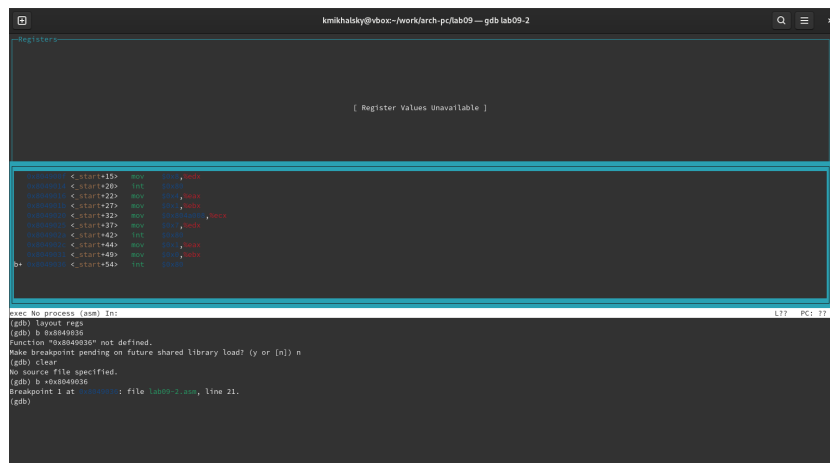 kmikhalsky@vbox:~/work/arch-pc/lab09 — gdb lab09-2
Registers
[ Register Values Unavailable ]
<_start+15> mov
<_start+20> int
<_start+22> mov
<_start+27> mov
<_start+32> mov
<_start+37> mov
<_start+42> int
<_start+44> mov
<_start+49> mov
b+ <_start+54> int
exec No process (asm) In: L?? PC: ??
(gdb) layout regs
(gdb) b 0x8049036
Function "0x8049036" not defined.
Make breakpoint pending on future shared library load? (y or [n]) n
(gdb) clear
No source file specified.
(gdb) b *0x8049036
Breakpoint 1 at : file lab09-2.asm, line 21.
(gdb)